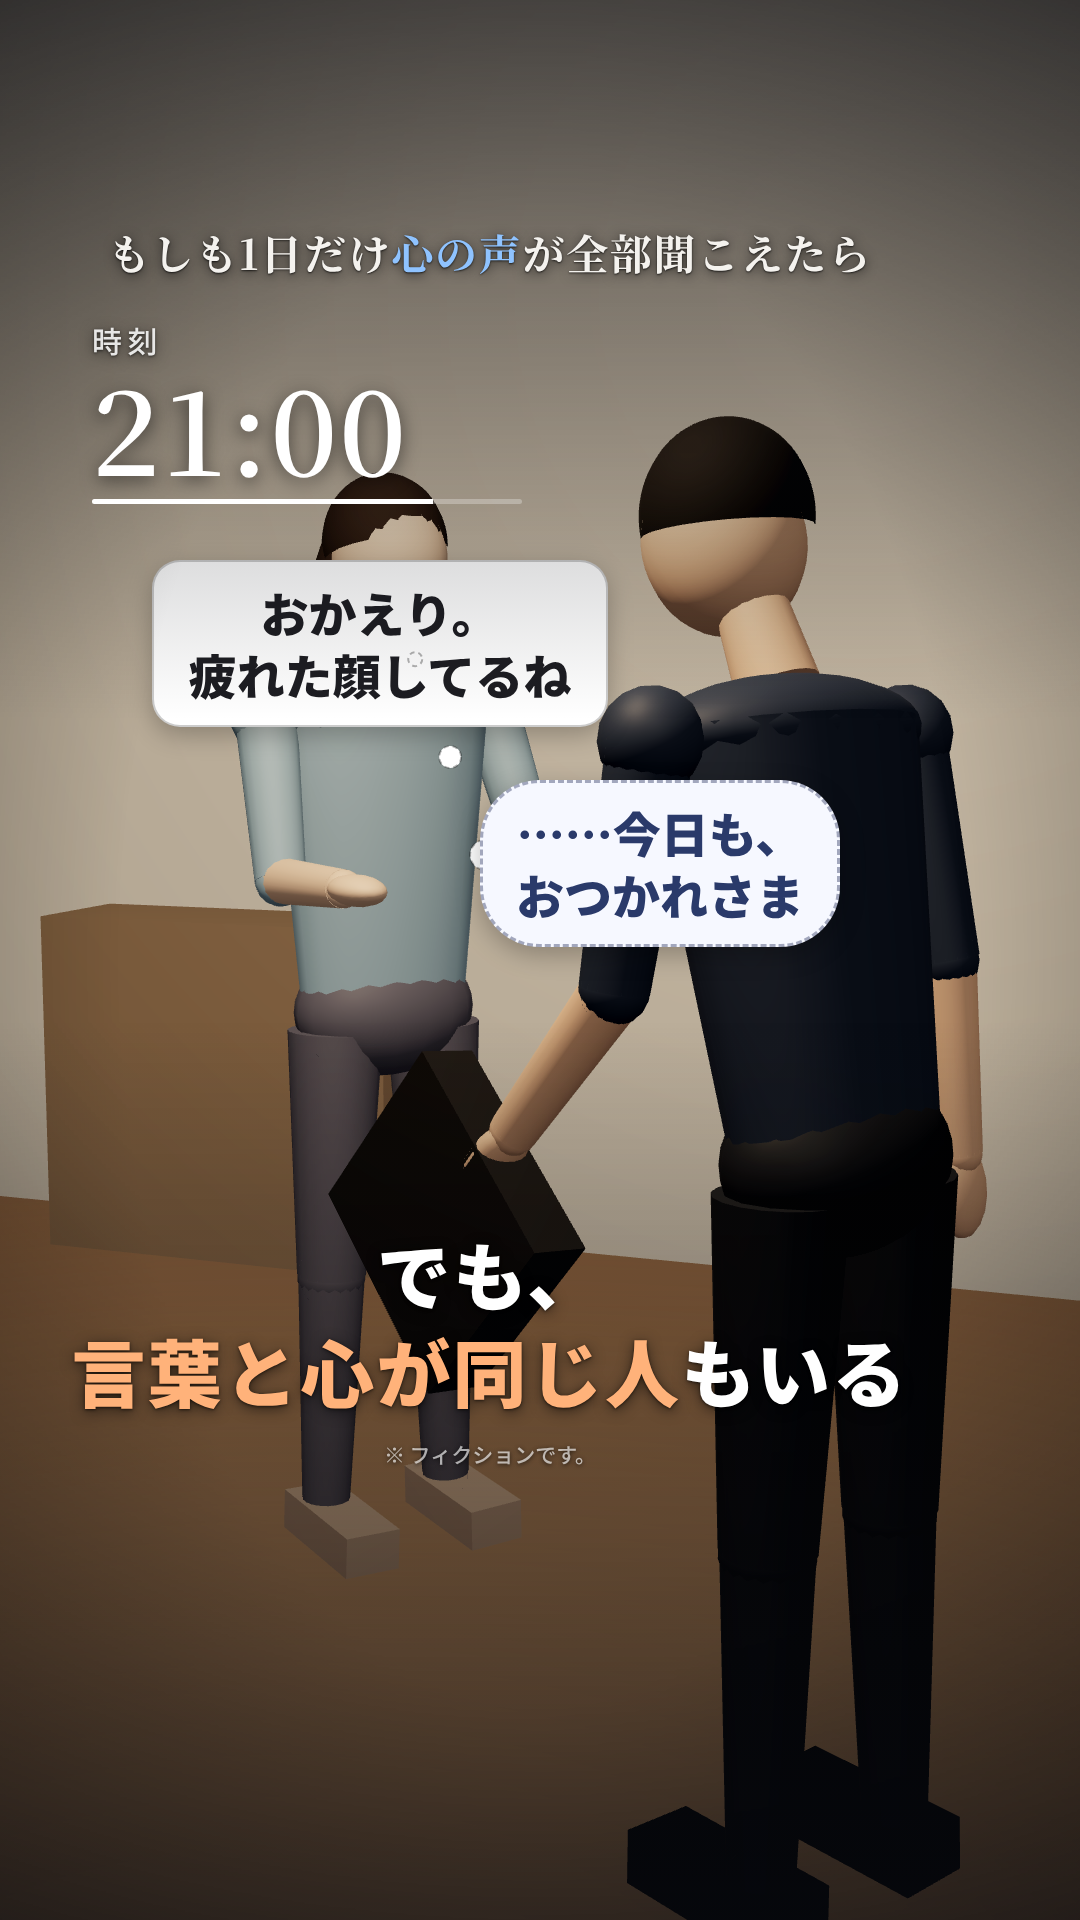 もしも1日だけ心の声が全部聞こえたら
時刻
21:00
おかえり。
疲れた顔してるね
……今日も、
おつかれさま
でも、
言葉と心が同じ人もいる
※ フィクションです。